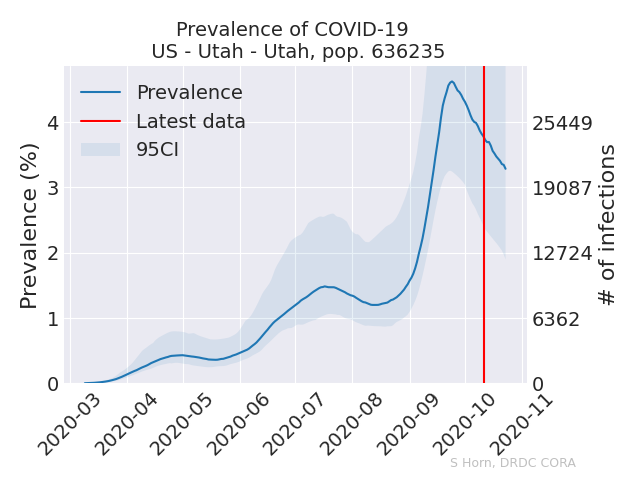 Prevalence of COVID-19
US - Utah - Utah, pop. 636235
Prevalence
Latest data
95CI
Prevalence (%)
4
3
2
1
0
25449
19087
12724
6362
0
# of infections
2020-03
2020-04
2020-05
2020-06
2020-07
2020-08
2020-09
2020-10
2020-11
S Horn, DRDC CORA